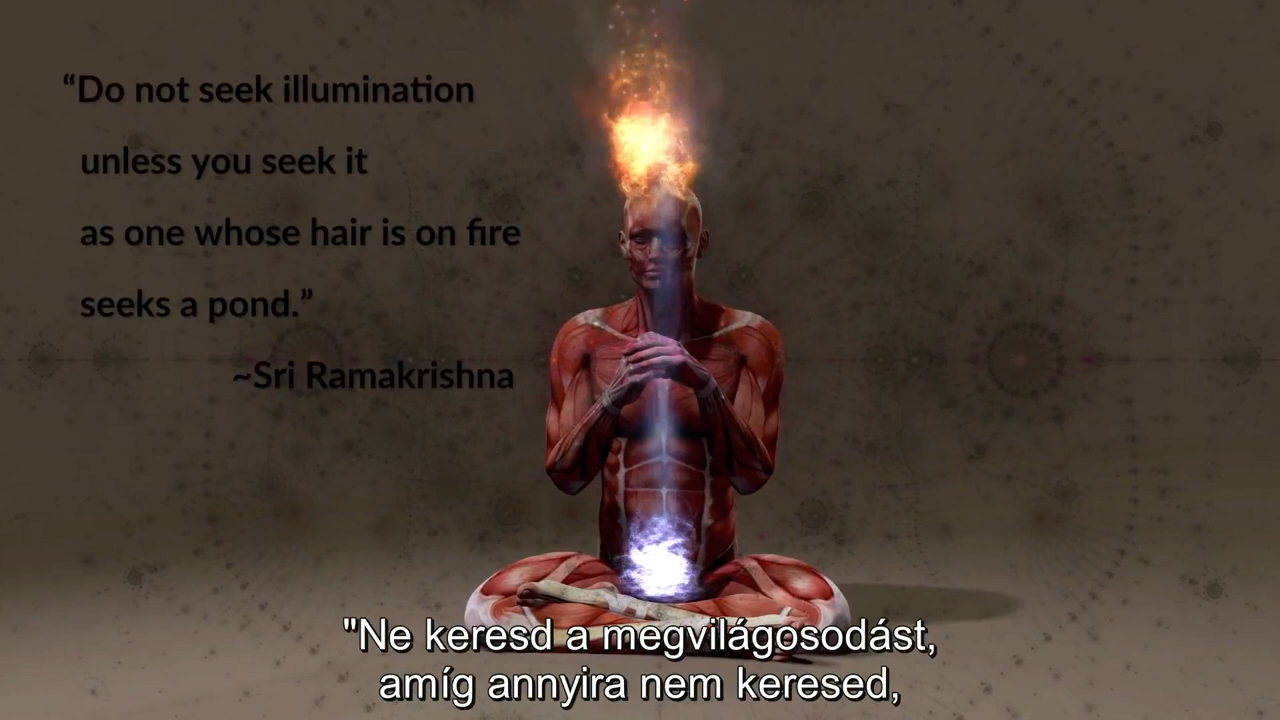 “Do not seek illumination
unless you seek it
as one whose hair is on fire
seeks a pond.”
~Sri Ramakrishna
"Ne keresd a megvilágosodást,
amíg annyira nem keresed,